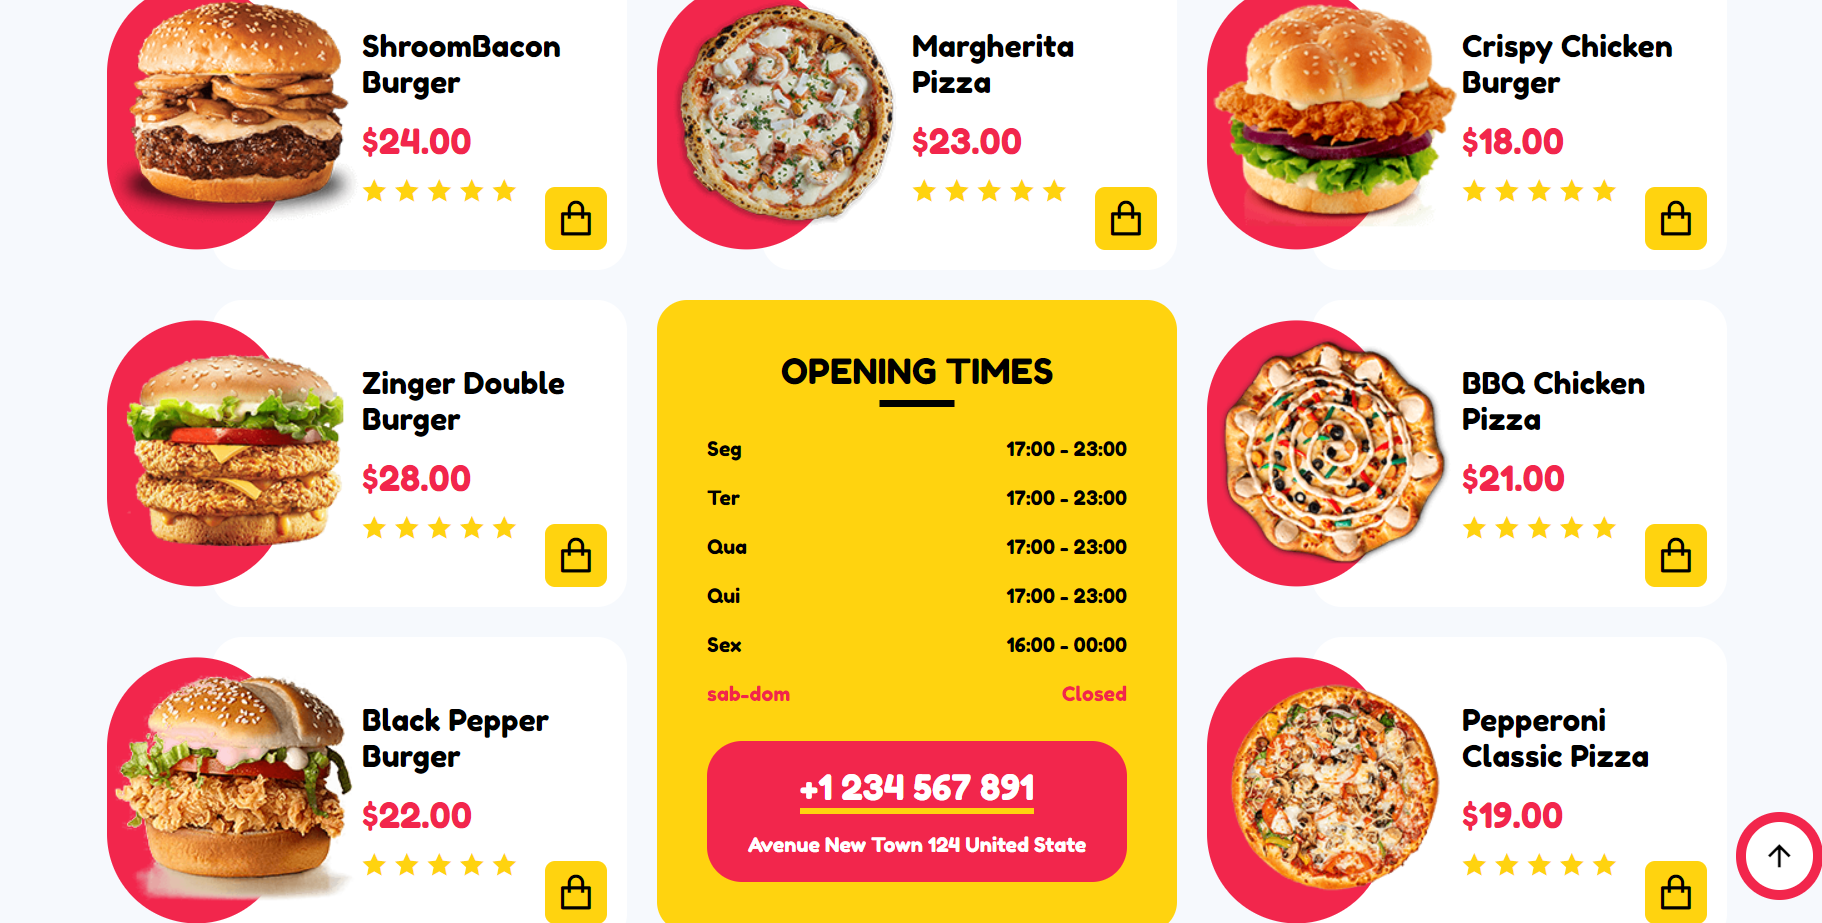 ShroomBacon
Burger
$24.00
Margherita
Pizza
$23.00
Crispy Chicken
Burger
$18.00
Zinger Double
Burger
$28.00
OPENING TIMES
Seg 17:00 - 23:00
Ter 17:00 - 23:00
Qua 17:00 - 23:00
Qui 17:00 - 23:00
Sex 16:00 - 00:00
sab-dom Closed
+1 234 567 891
Avenue New Town 124 United State
BBQ Chicken
Pizza
$21.00
Black Pepper
Burger
$22.00
Pepperoni
Classic Pizza
$19.00